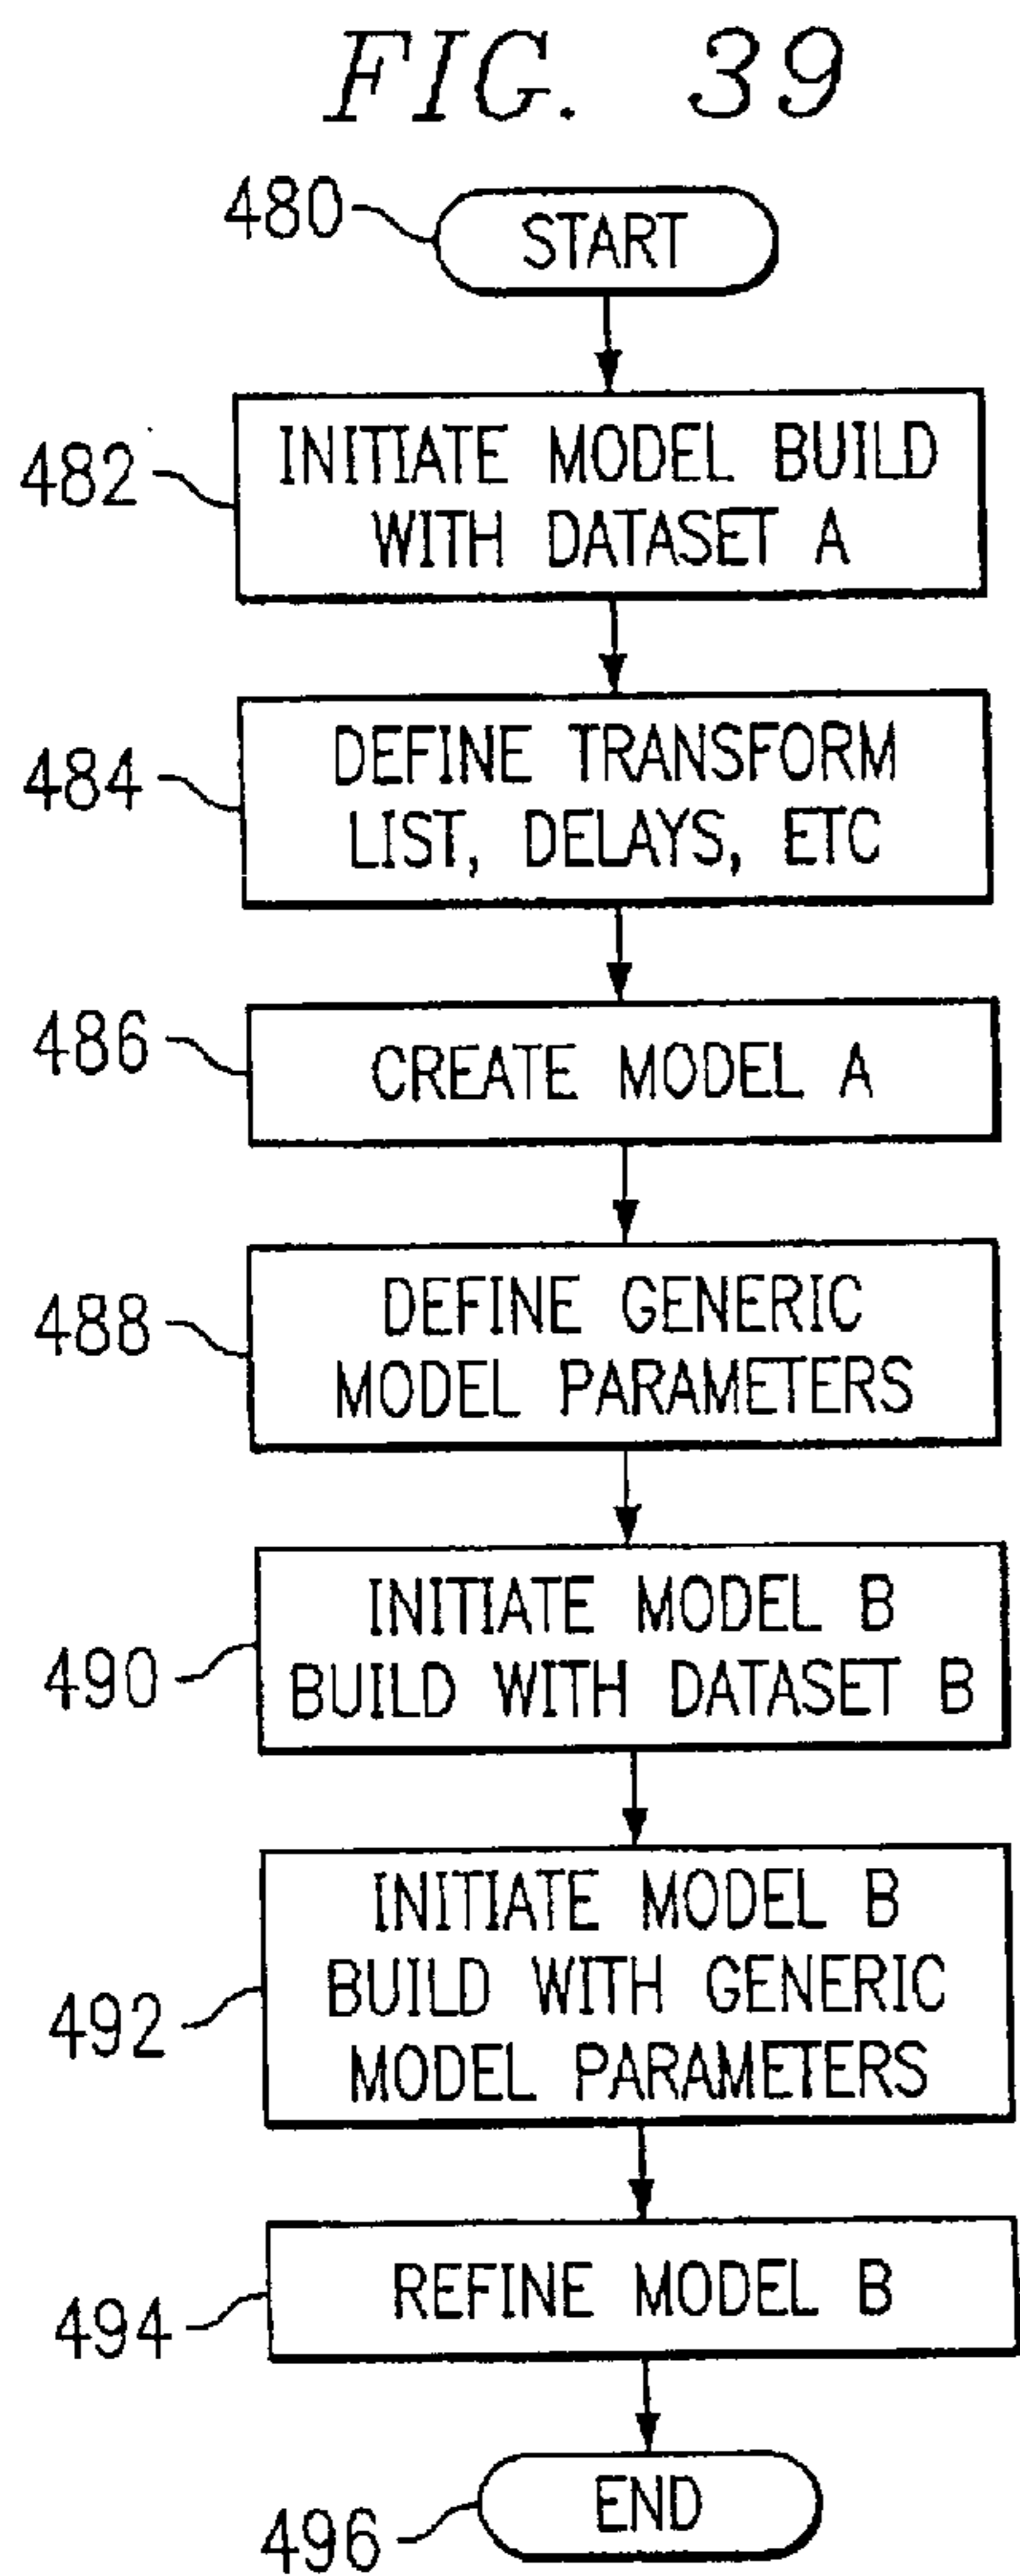 FIG. 39
480
START
482
INITIATE MODEL BUILD
WITH DATASET A
484
DEFINE TRANSFORM
LIST, DELAYS, ETC
486
CREATE MODEL A
488
DEFINE GENERIC
MODEL PARAMETERS
490
INITIATE MODEL B
BUILD WITH DATASET B
492
INITIATE MODEL B
BUILD WITH GENERIC
MODEL PARAMETERS
494
REFINE MODEL B
496
END